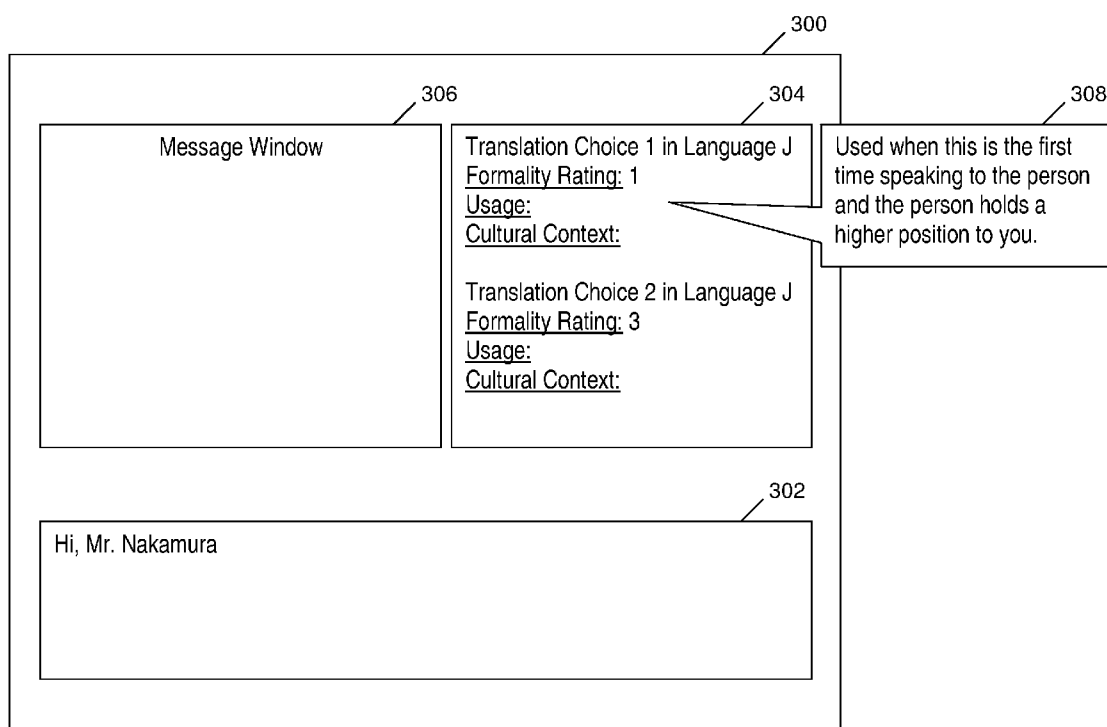 300
306
304
308
Message Window
Translation Choice 1 in Language J
Formality Rating: 1
Usage:
Cultural Context:
Translation Choice 2 in Language J
Formality Rating: 3
Usage:
Cultural Context:
Used when this is the first
time speaking to the person
and the person holds a
higher position to you.
302
Hi, Mr. Nakamura